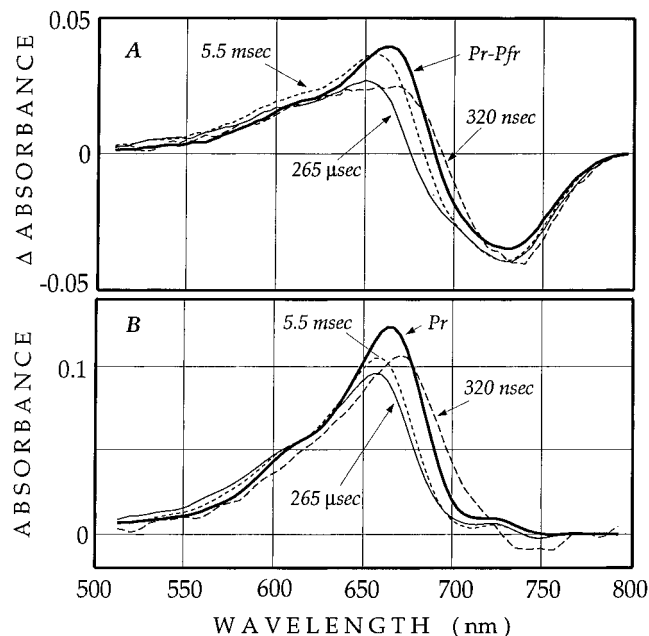 0.05
A
5.5 msec
Pr-Pfr
0
320 nsec
265 μsec
Δ ABSORBANCE
-0.05
B
5.5 msec
Pr
0.1
320 nsec
265 μsec
ABSORBANCE
0
500 550 600 650 700 750 800
WAVELENGTH (nm)